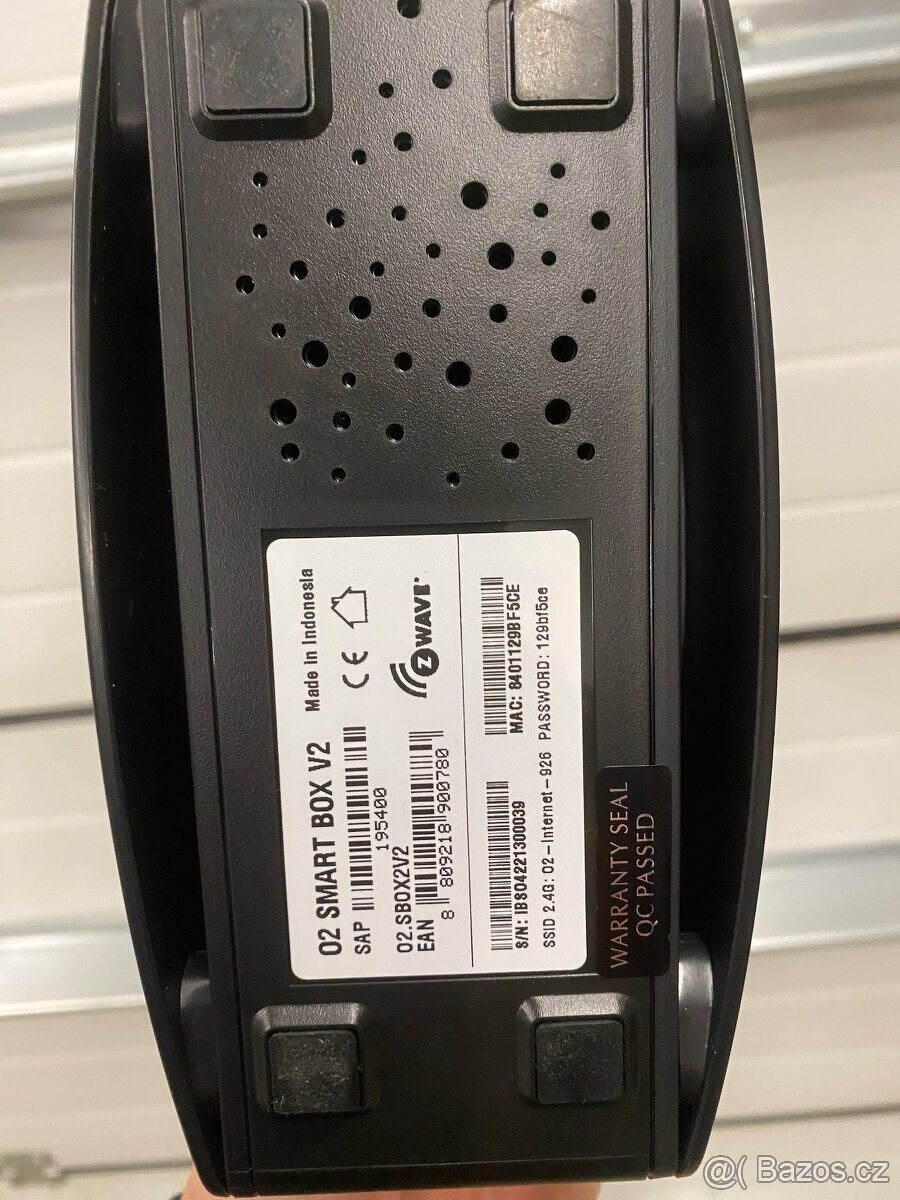 O2 SMART BOX V2
Made in Indonesia
SAP
195400
CE
O2.SBOX2V2
EAN
8 809218 900780
Z WAVE
S/N: IB804221300039
MAC: 8401129BF5CE
SSID 2.4G: O2-Internet-926 PASSWORD: 129bf5ce
WARRANTY SEAL
QC PASSED
@( Bazos.cz